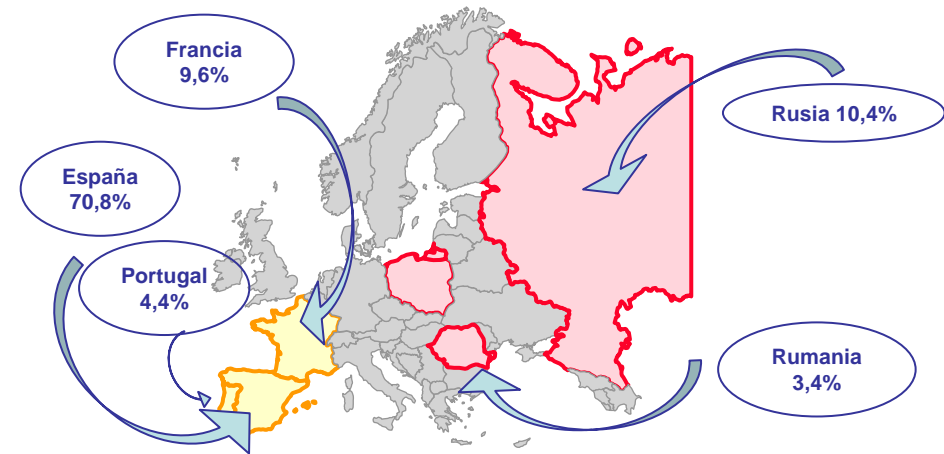 Francia
9,6%
Rusia 10,4%
España
70,8%
Portugal
4,4%
Rumania
3,4%